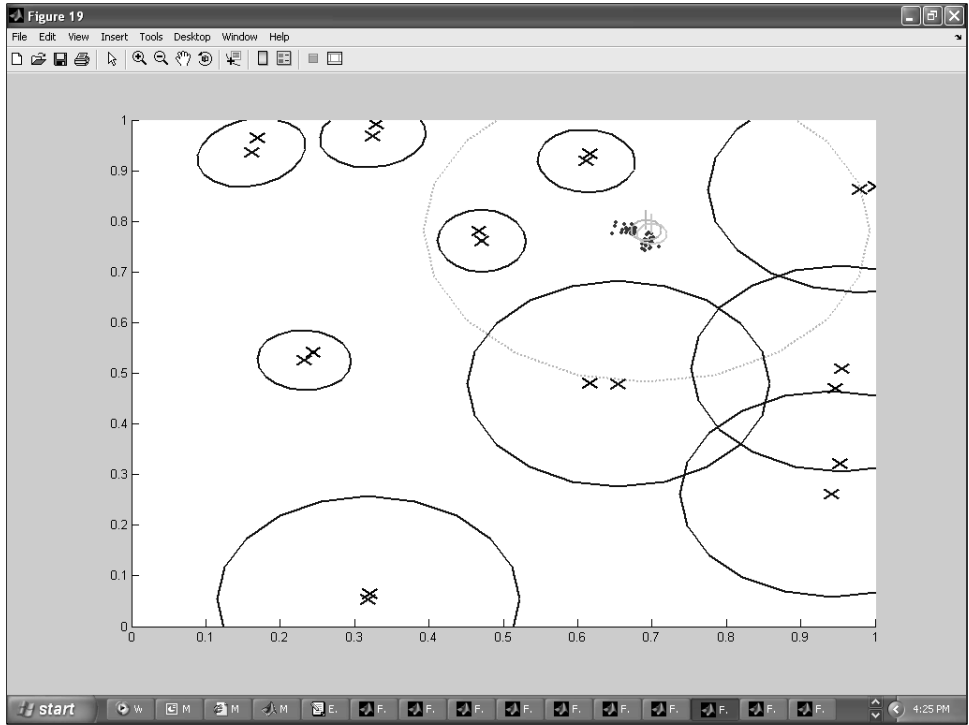 Figure 19
File Edit View Insert Tools Desktop Window Help
1
0.9
0.8
0.7
0.6
0.5
0.4
0.3
0.2
0.1
0
0 0.1 0.2 0.3 0.4 0.5 0.6 0.7 0.8 0.9 1
start W M M M E. F. F. F. F. F. F. F. F. F. F. 4:25 PM